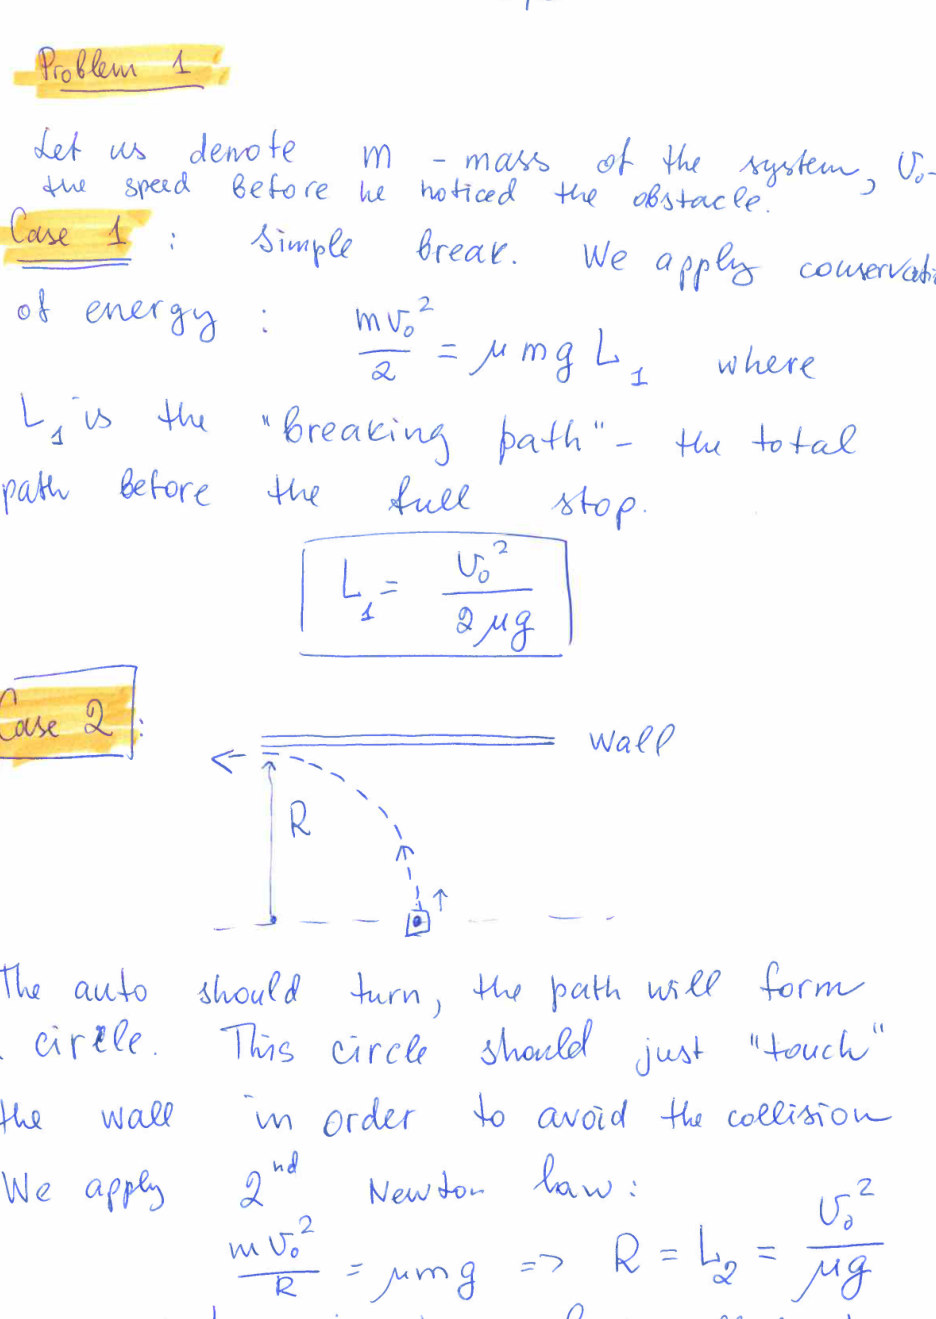 Problem 1
Let us denote m - mass of the system, v₀-
the speed before he noticed the obstacle.
Case 1 : simple break. We apply conservati
of energy : mv₀²/2 = μmg L₁ where
L₁ is the "breaking path" - the total
path before the full stop.
L₁ = v₀²/2μg
Case 2 :
wall
R
The auto should turn, the path will form
circle. This circle should just "touch"
the wall in order to avoid the collision
We apply 2nd Newton law:
mv₀²/R = μmg => R = L₂ = v₀²/μg